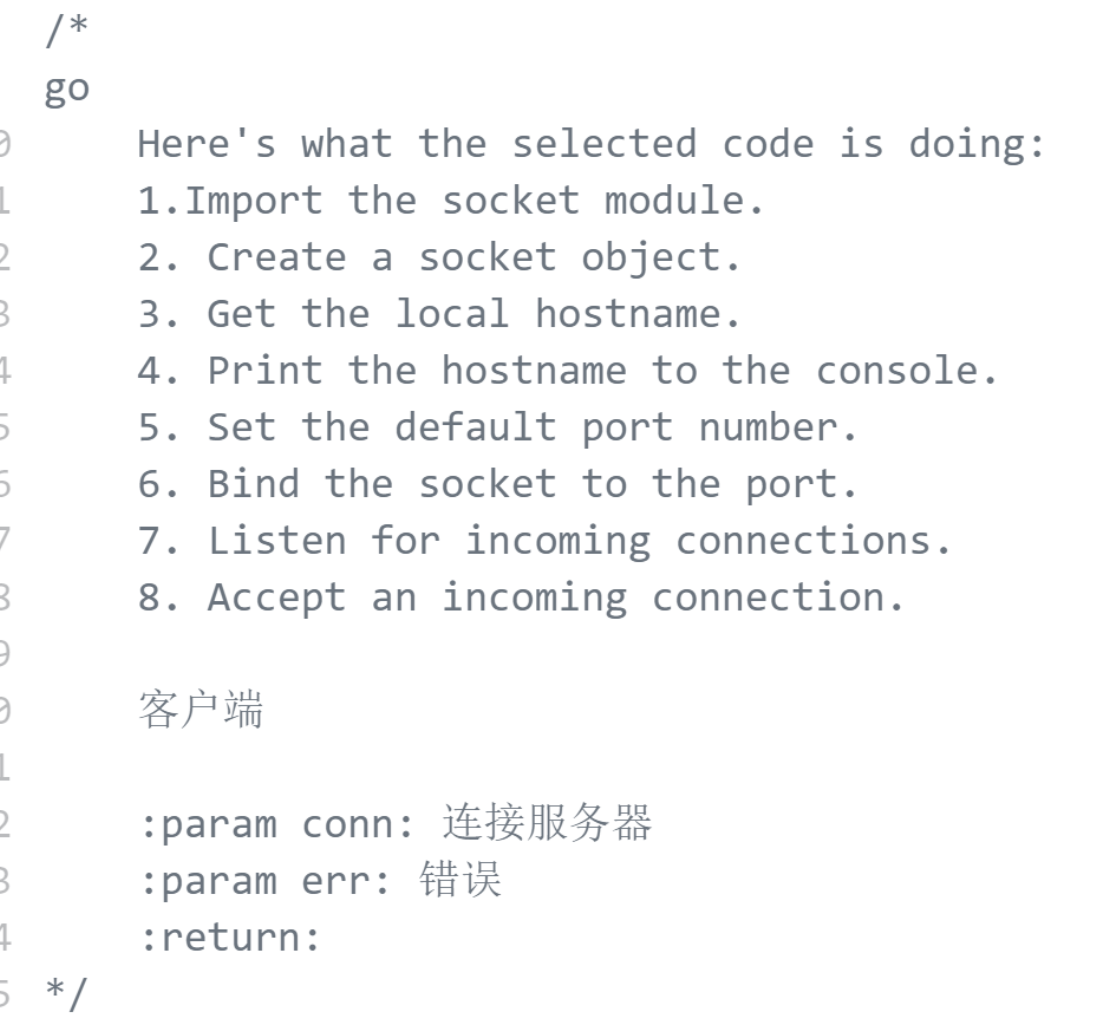 /*
go
0 Here's what the selected code is doing:
1 1.Import the socket module.
2 2. Create a socket object.
3 3. Get the local hostname.
4 4. Print the hostname to the console.
5 5. Set the default port number.
6 6. Bind the socket to the port.
7 7. Listen for incoming connections.
8 8. Accept an incoming connection.
9
0 客户端
1
2 :param conn: 连接服务器
3 :param err: 错误
4 :return:
5 */